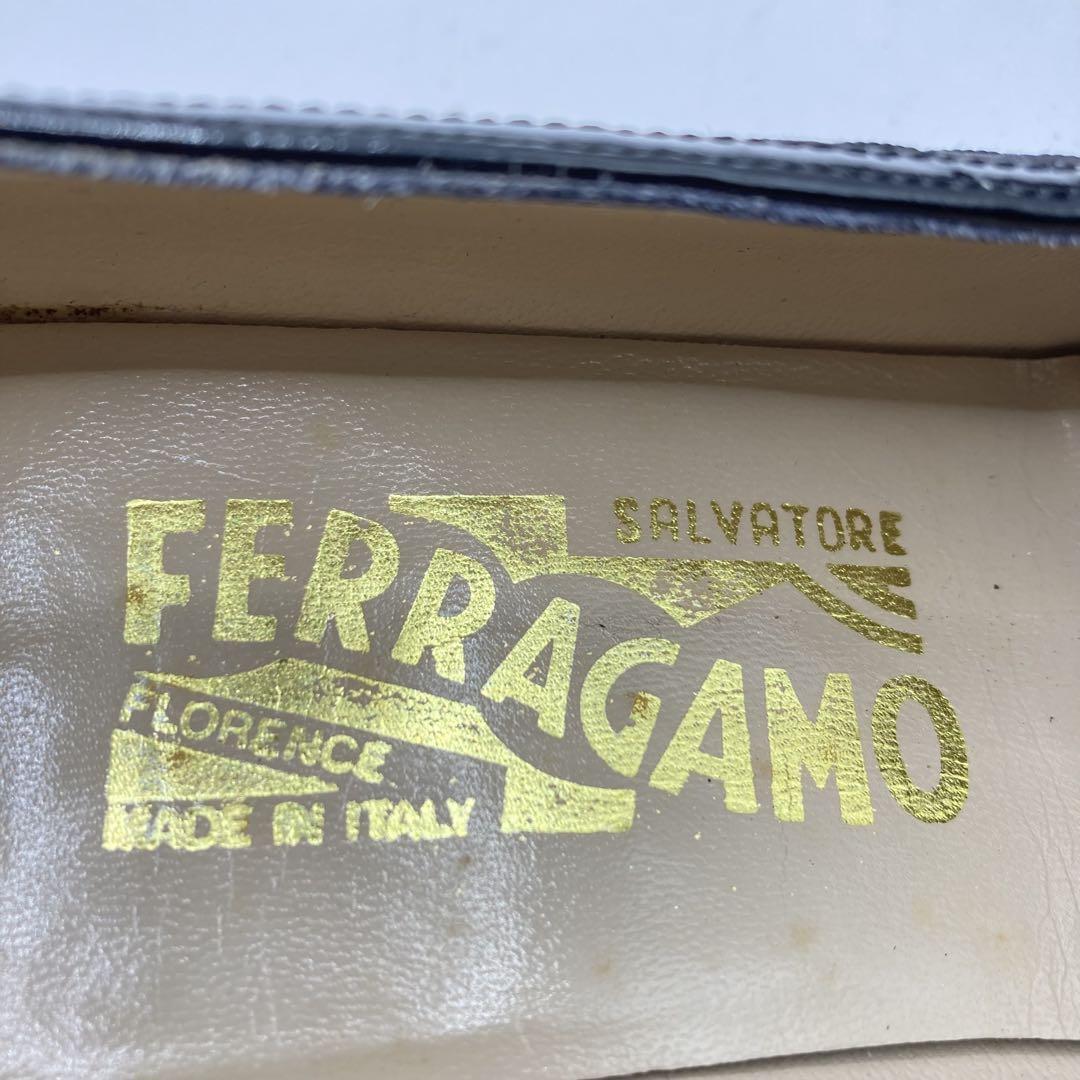 SALVATORE
FERRAGAMO
FLORENCE
MADE IN ITALY